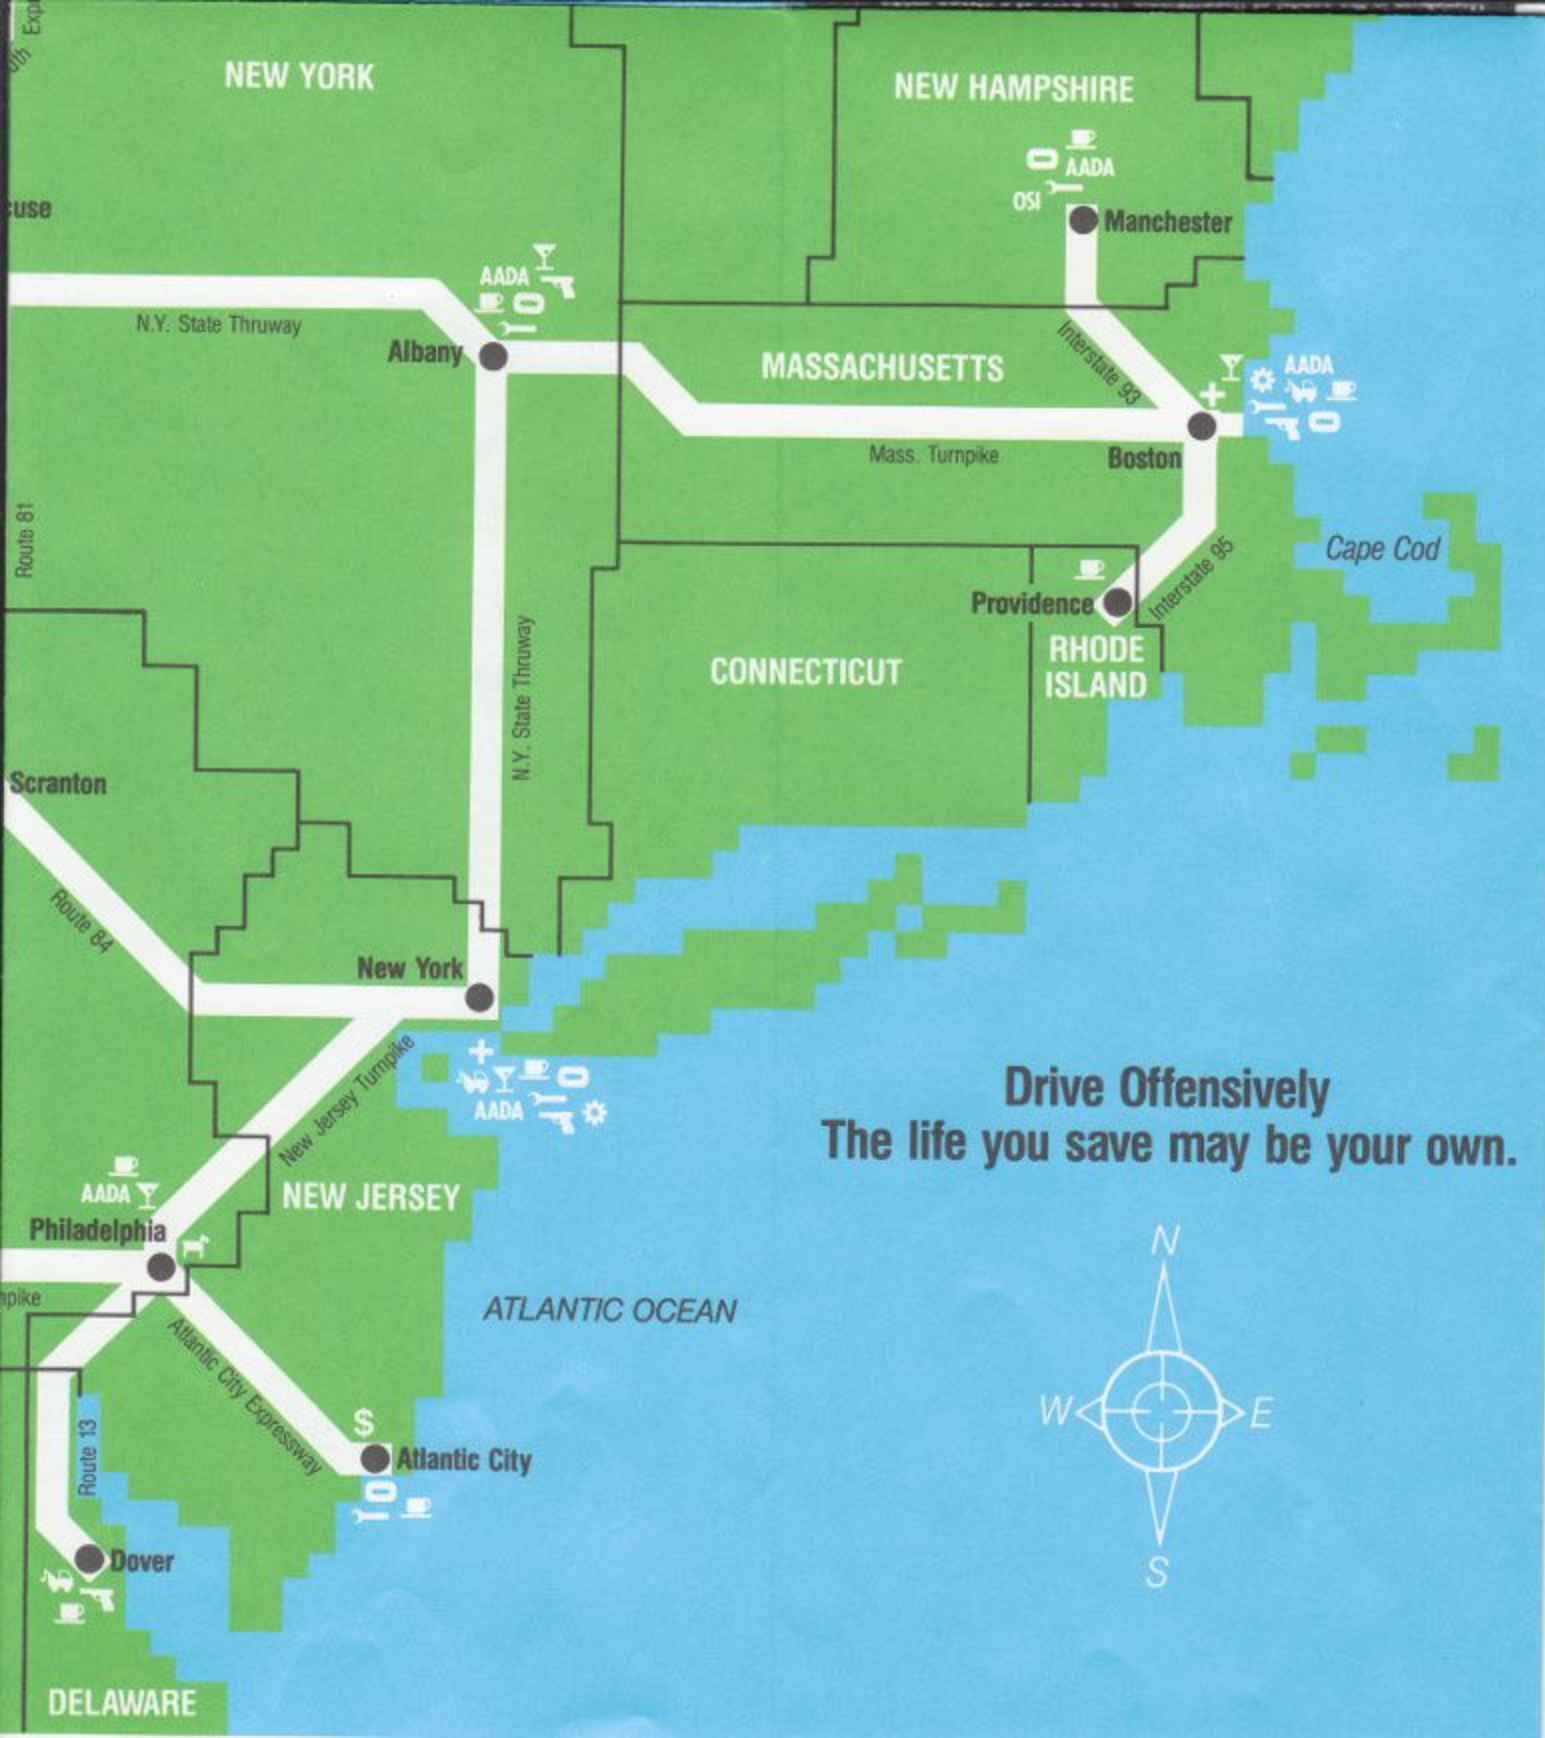 NEW YORK
NEW HAMPSHIRE
AADA
OSI
Manchester
AADA
N.Y. State Thruway
Albany
MASSACHUSETTS
Interstate 93
AADA
Mass. Turnpike
Boston
Route 81
Cape Cod
Interstate 95
Providence
RHODE
ISLAND
CONNECTICUT
N.Y. State Thruway
Scranton
Route 84
New York
New Jersey Turnpike
AADA
Drive Offensively
The life you save may be your own.
AADA
NEW JERSEY
Philadelphia
N
W
E
S
ATLANTIC OCEAN
Atlantic City Expressway
$
Atlantic City
Route 13
Dover
DELAWARE